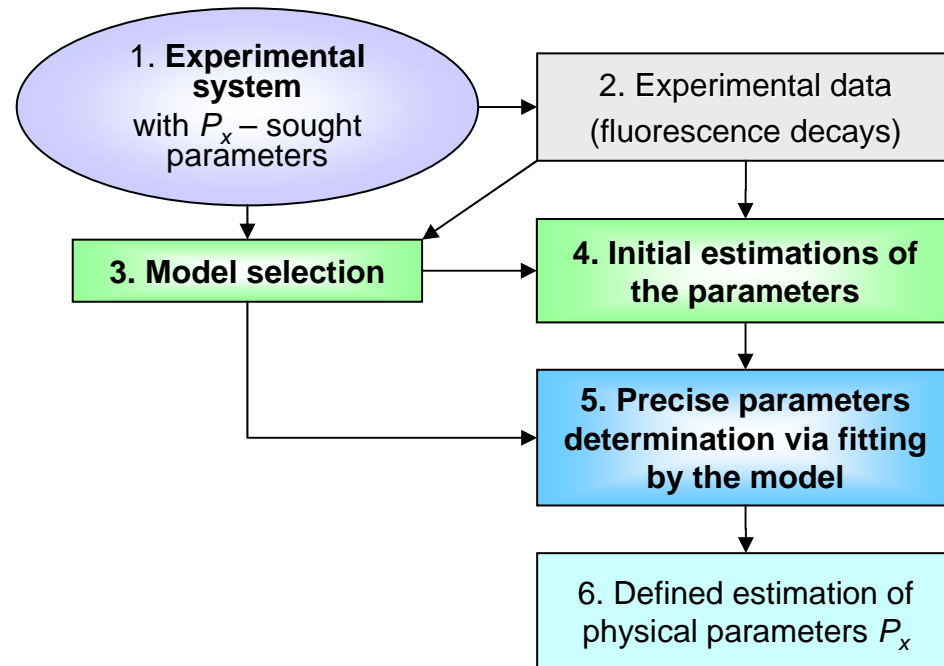 1. Experimental
system
with Px – sought
parameters
2. Experimental data
(fluorescence decays)
3. Model selection
4. Initial estimations of
the parameters
5. Precise parameters
determination via fitting
by the model
6. Defined estimation of
physical parameters Px